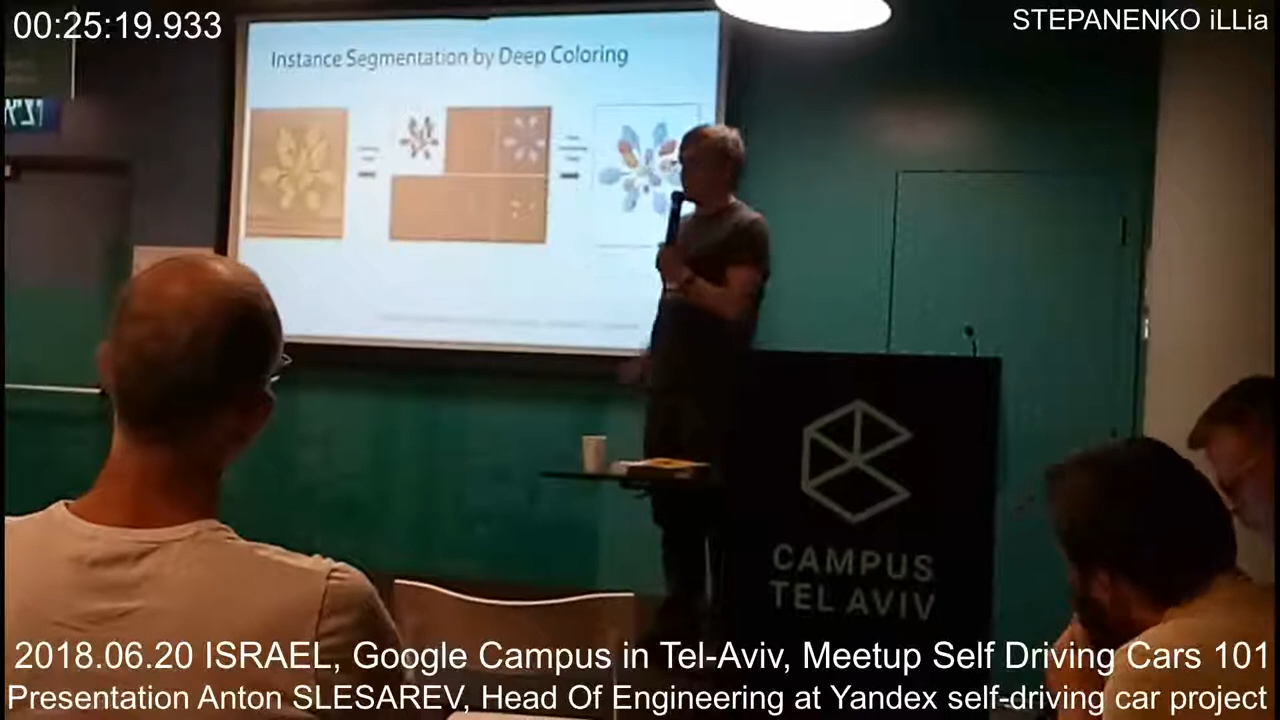 00:25:19.933
STEPANENKO iLLia
Instance Segmentation by Deep Coloring
CAMPUS
TEL AVIV
2018.06.20 ISRAEL, Google Campus in Tel-Aviv, Meetup Self Driving Cars 101
Presentation Anton SLESAREV, Head Of Engineering at Yandex self-driving car project